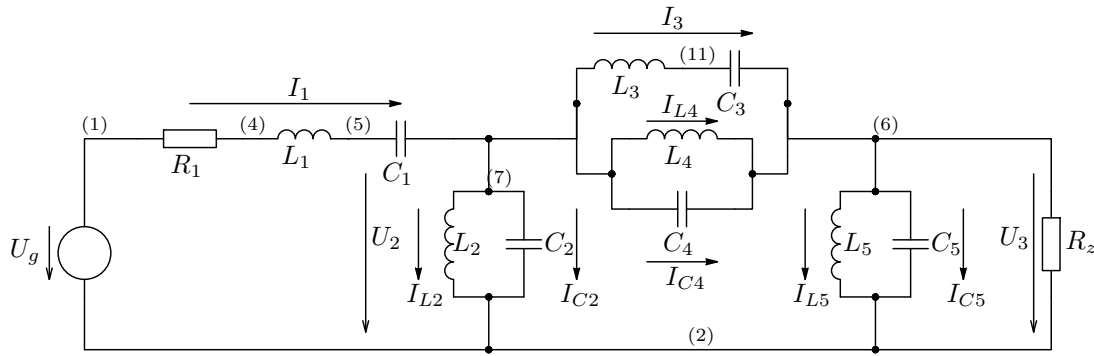 I3
(11)
L3
C3
I1
IL4
(1)
(4)
(5)
(6)
R1
L1
C1
L4
(7)
C4
Ug
U2
L2
C2
L5
C5
U3
Rz
IC4
IL2
IC2
IL5
IC5
(2)